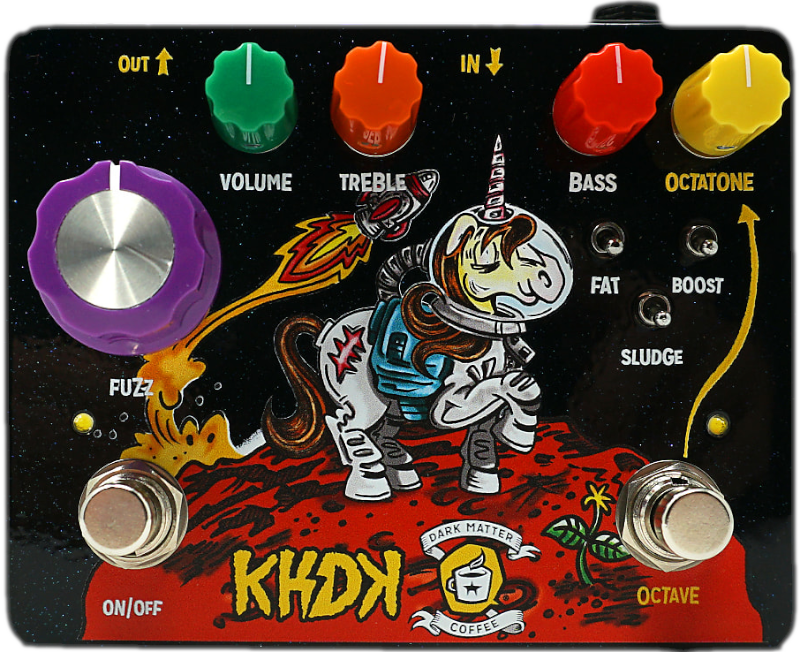 OUT
IN
VOLUME
TREBLE
BASS
OCTATONE
FAT
BOOST
SLUDGE
FUZZ
DARK MATTER
KHDK
COFFEE
ON/OFF
OCTAVE